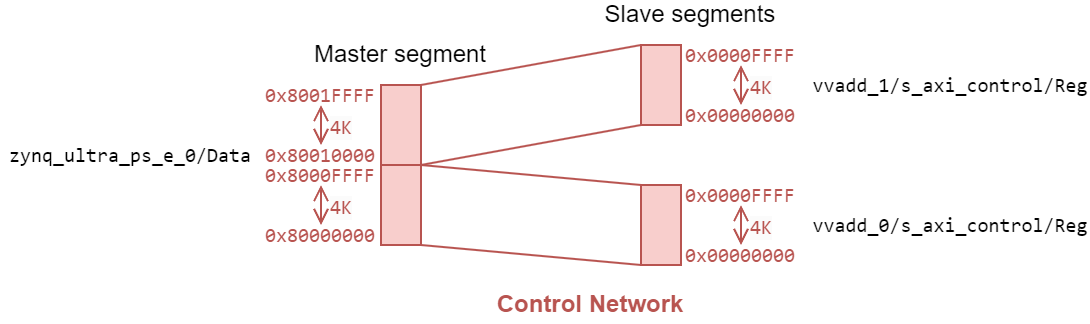 Slave segments
Master segment
0x8001FFFF
4K
0x80010000
0x8000FFFF
4K
0x80000000
zynq_ultra_ps_e_0/Data
0x0000FFFF
4K
0x00000000
vvadd_1/s_axi_control/Reg
0x0000FFFF
4K
0x00000000
vvadd_0/s_axi_control/Reg
Control Network